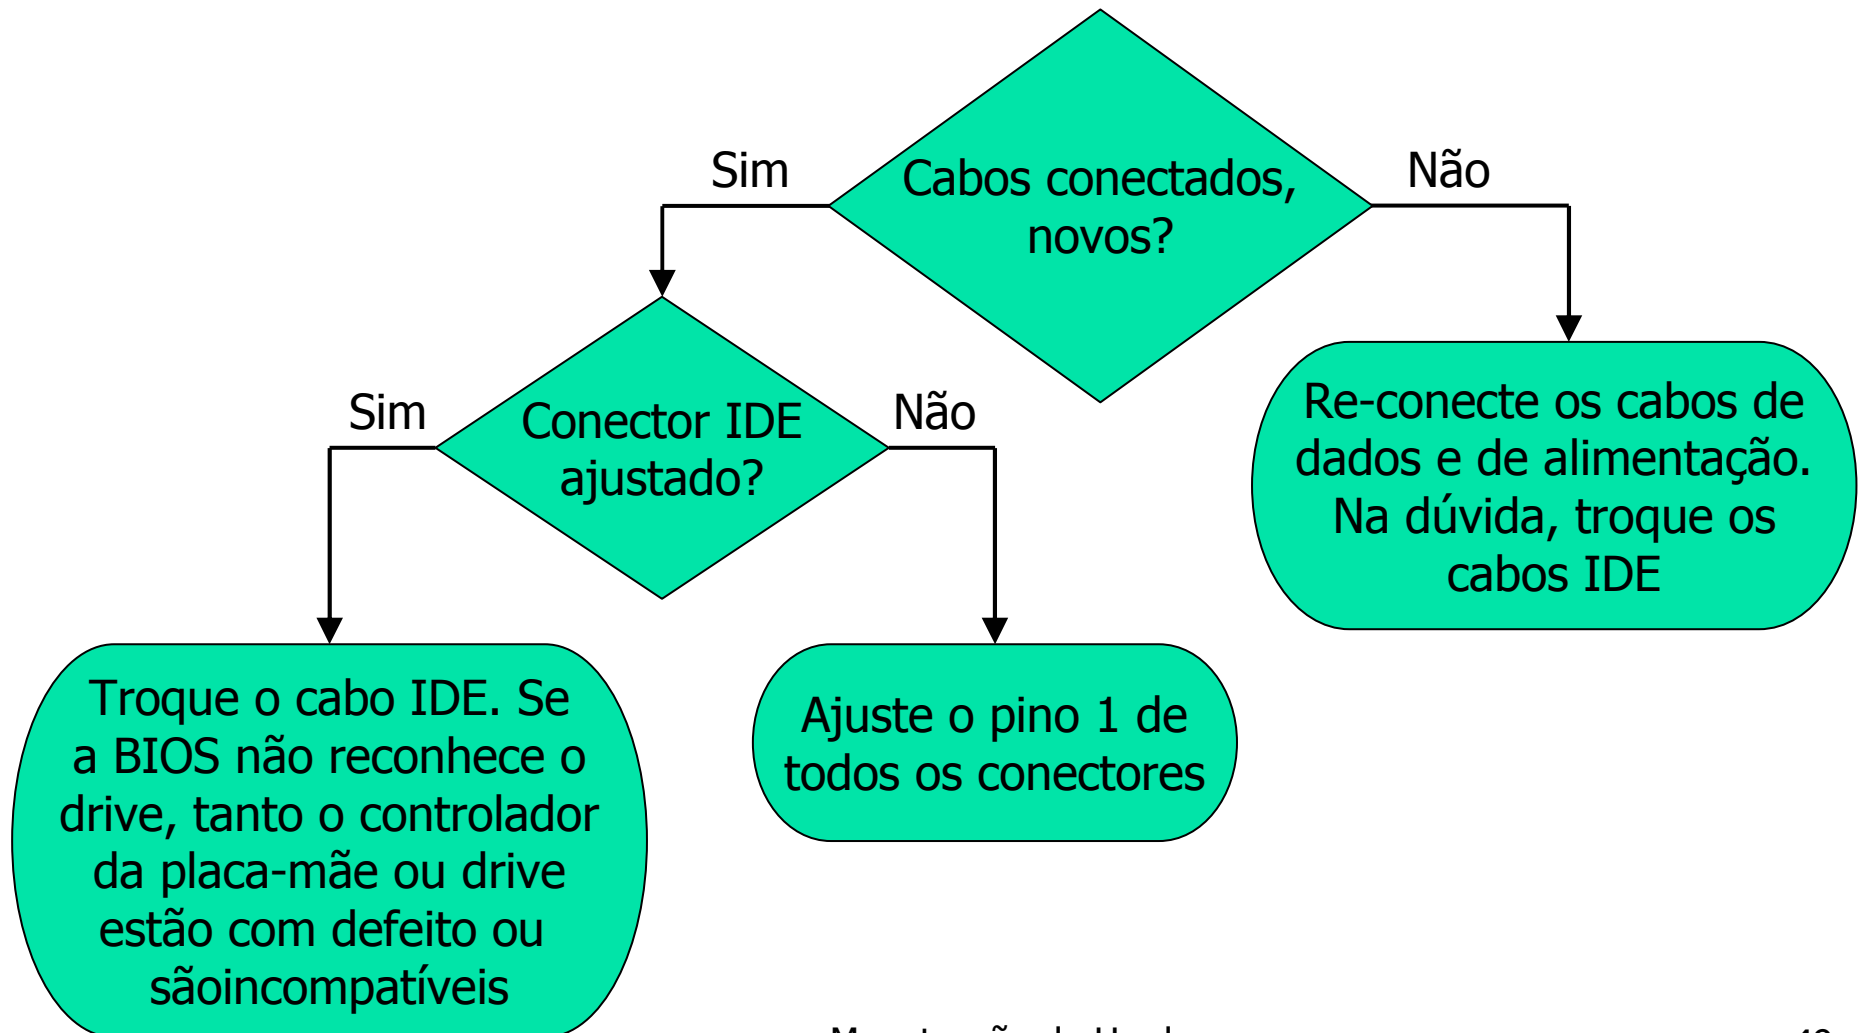 Sim
Cabos conectados,
novos?
Não
Sim
Conector IDE
ajustado?
Não
Re-conecte os cabos de
dados e de alimentação.
Na dúvida, troque os
cabos IDE
Troque o cabo IDE. Se
a BIOS não reconhece o
drive, tanto o controlador
da placa-mãe ou drive
estão com defeito ou
sãoincompatíveis
Ajuste o pino 1 de
todos os conectores